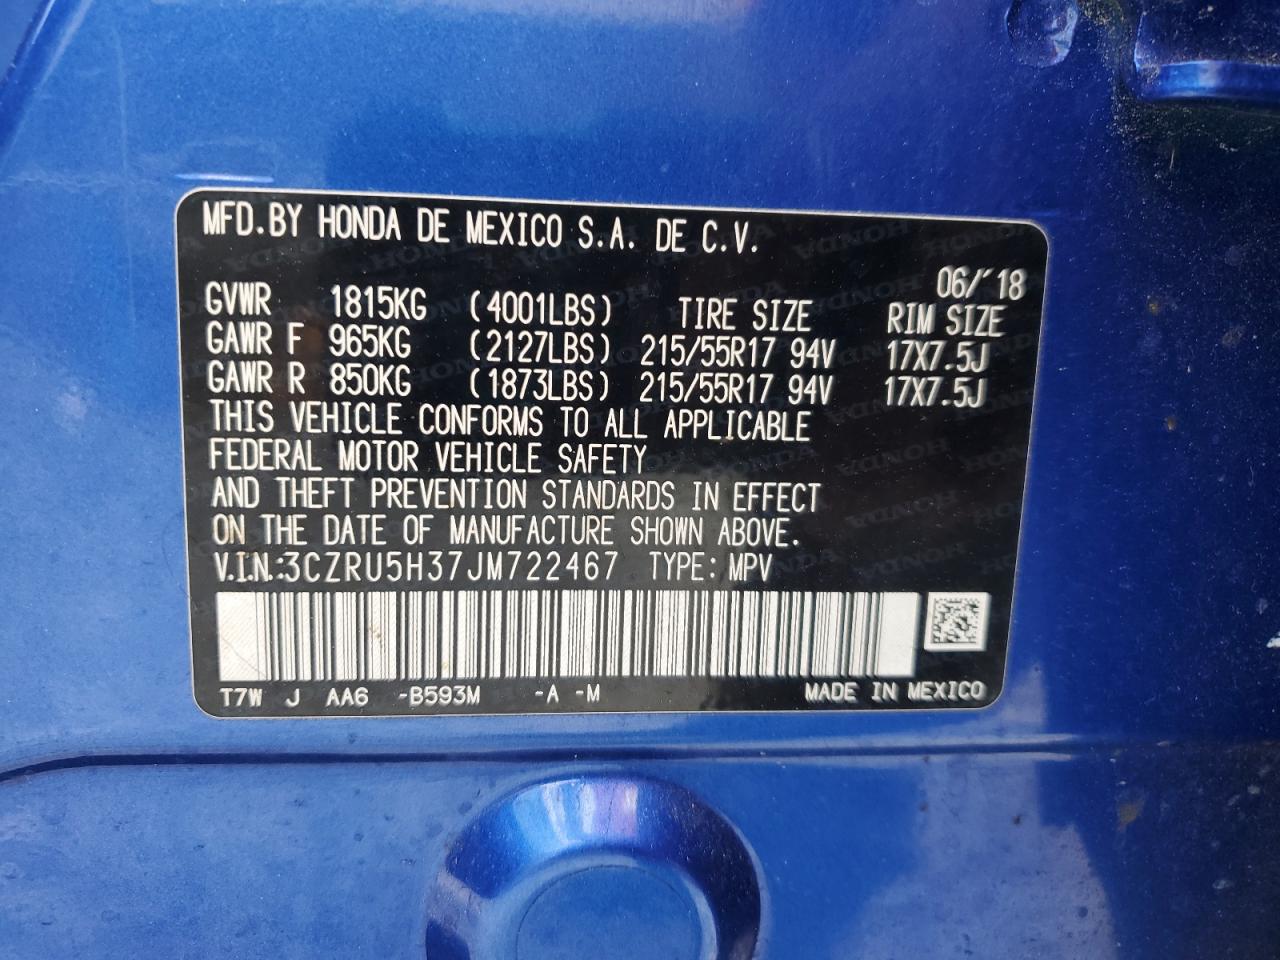 MFD.BY HONDA DE MEXICO S.A. DE C.V.
06/'18
GVWR 1815KG (4001LBS) TIRE SIZE RIM SIZE
GAWR F 965KG (2127LBS) 215/55R17 94V 17X7.5J
GAWR R 850KG (1873LBS) 215/55R17 94V 17X7.5J
THIS VEHICLE CONFORMS TO ALL APPLICABLE
FEDERAL MOTOR VEHICLE SAFETY
AND THEFT PREVENTION STANDARDS IN EFFECT
ON THE DATE OF MANUFACTURE SHOWN ABOVE.
V.I.N.:3CZRU5H37JM722467 TYPE: MPV
T7W J AA6 -B593M -A -M MADE IN MEXICO